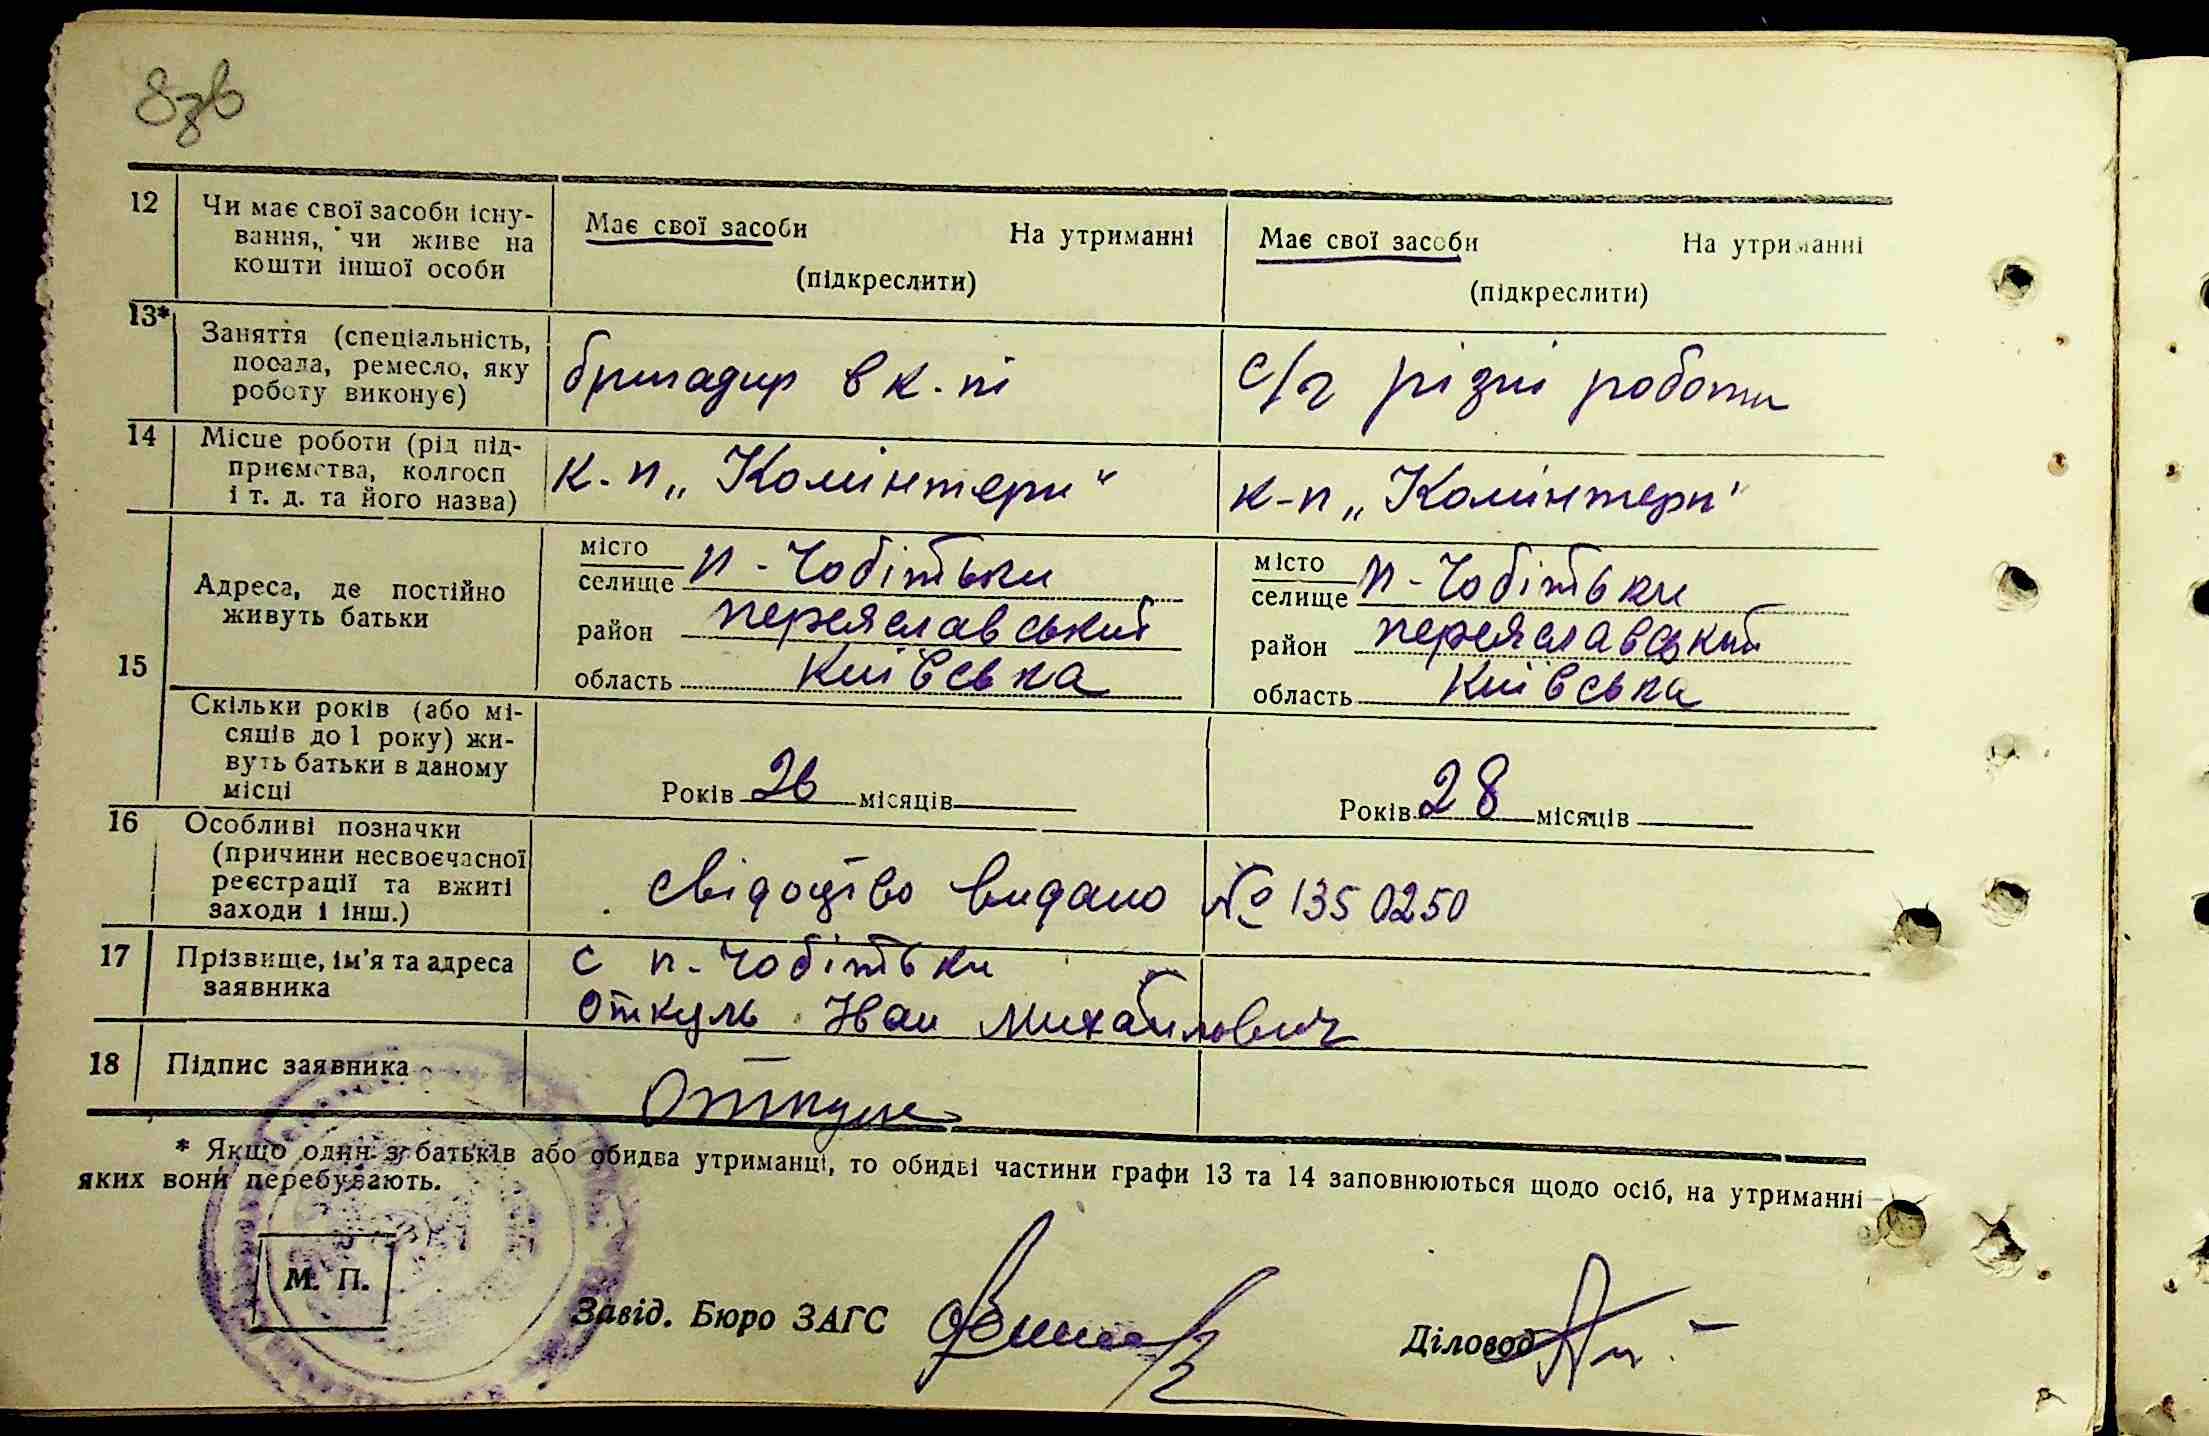 8зв
12 Чи має свої засоби існу-
вання, чи живе на
кошти іншої особи
Має свої засоби На утриманні
(підкреслити)
Має свої засоби На утриманні
(підкреслити)
13* Заняття (спеціальність,
посада, ремесло, яку
роботу виконує)
бригадир в к-пі
с/г різні роботи
14 Місце роботи (рід під-
приємства, колгосп
і т. д. та його назва)
к-п „Комінтерн"
к-п „Комінтерн"
15 Адреса, де постійно
живуть батьки
місто
селище п-Чобітьки
район переяславський
область Київська
місто
селище п-Чобітьки
район переяславський
область Київська
Скільки років (або мі-
сяців до 1 року) жи-
вуть батьки в даному
місці
Років 26 місяців
Років 28 місяців
16 Особливі позначки
(причини несвоєчасної
реєстрації та вжиті
заходи і інш.)
свідоцтво видано № 1350250
17 Прізвище, ім'я та адреса
заявника
с п-Чобітьки
Откуль Іван Михайлович
18 Підпис заявника
Откуль
* Якщо один з батьків або обидва утриманці, то обидві частини графи 13 та 14 заповнюються щодо осіб, на утриманні
яких вони перебувають.
М. П.
Завід. Бюро ЗАГС
Діловод